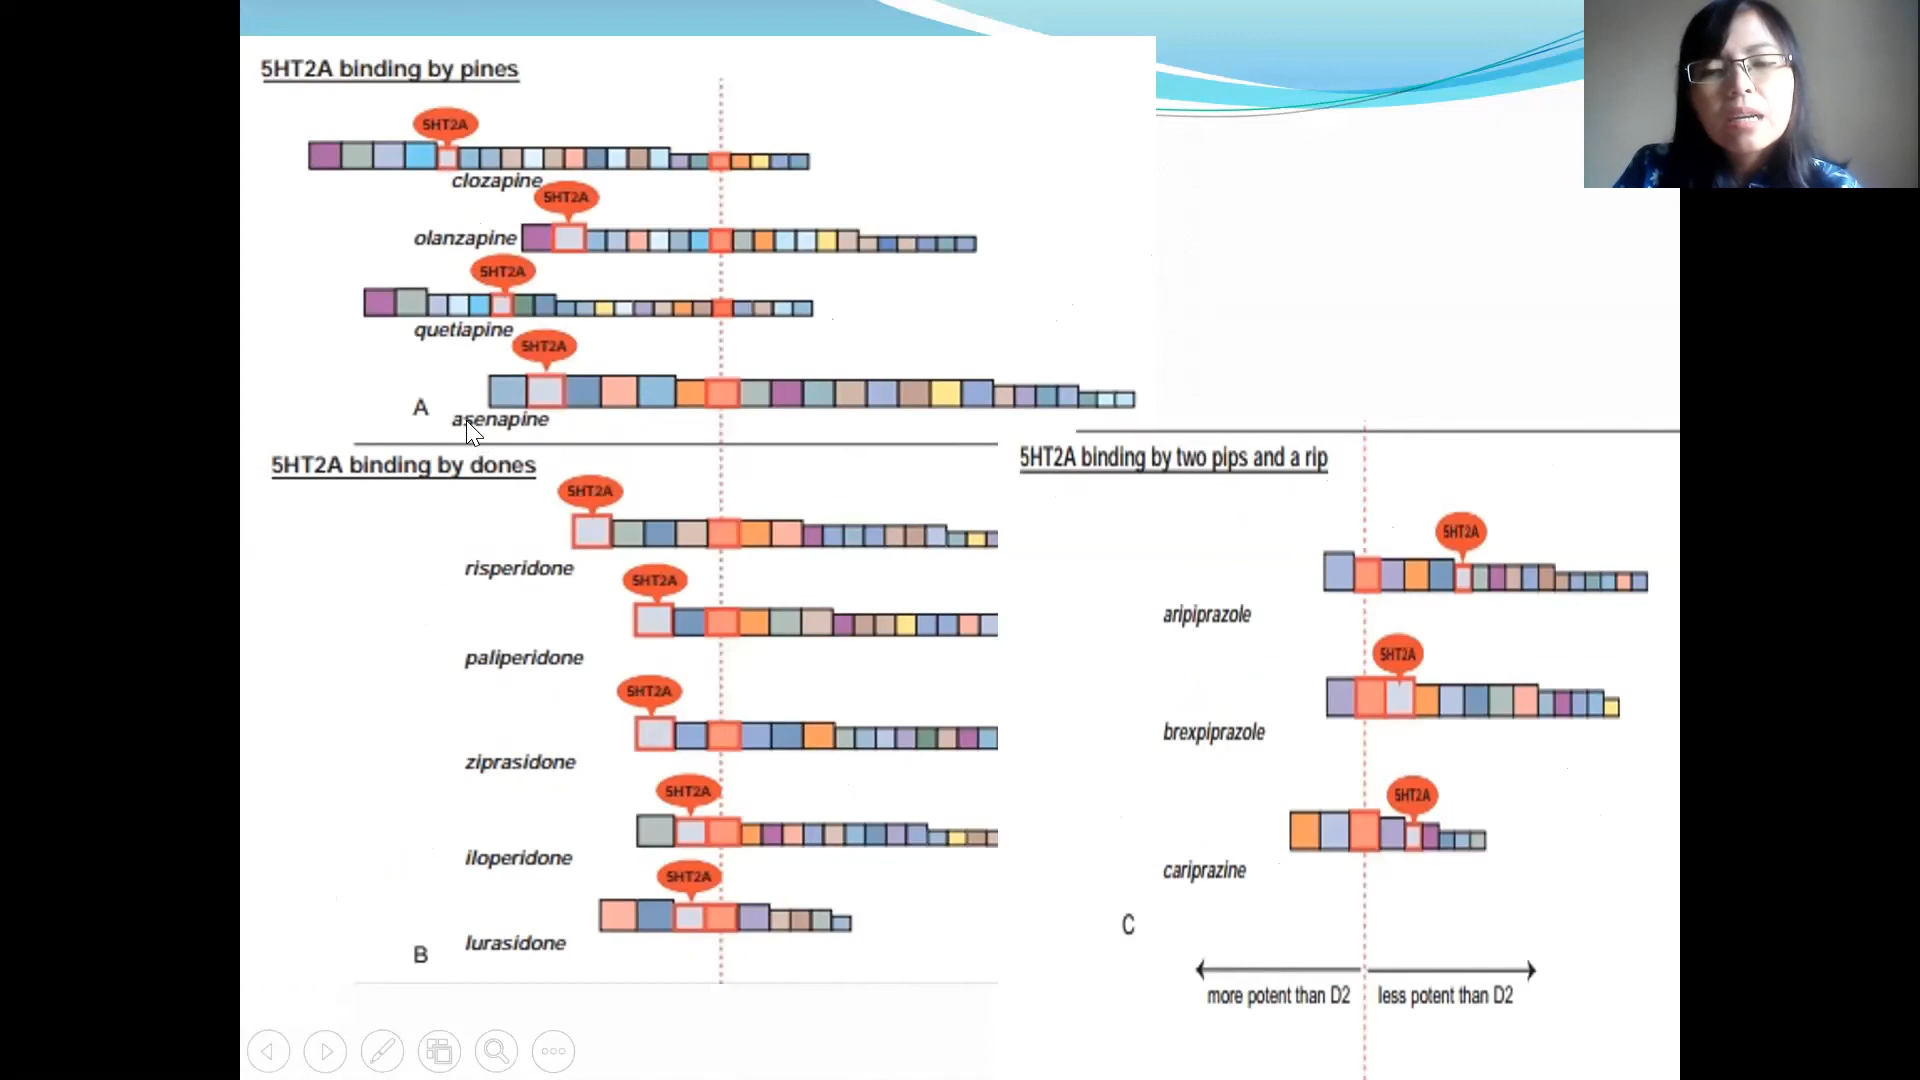 5HT2A binding by pines
5HT2A
clozapine
5HT2A
olanzapine
5HT2A
quetiapine
5HT2A
A
asenapine
5HT2A binding by dones
5HT2A
risperidone
5HT2A
paliperidone
5HT2A
ziprasidone
5HT2A
iloperidone
5HT2A
lurasidone
B
5HT2A binding by two pips and a rip
5HT2A
aripiprazole
5HT2A
brexpiprazole
5HT2A
cariprazine
C
more potent than D2
less potent than D2